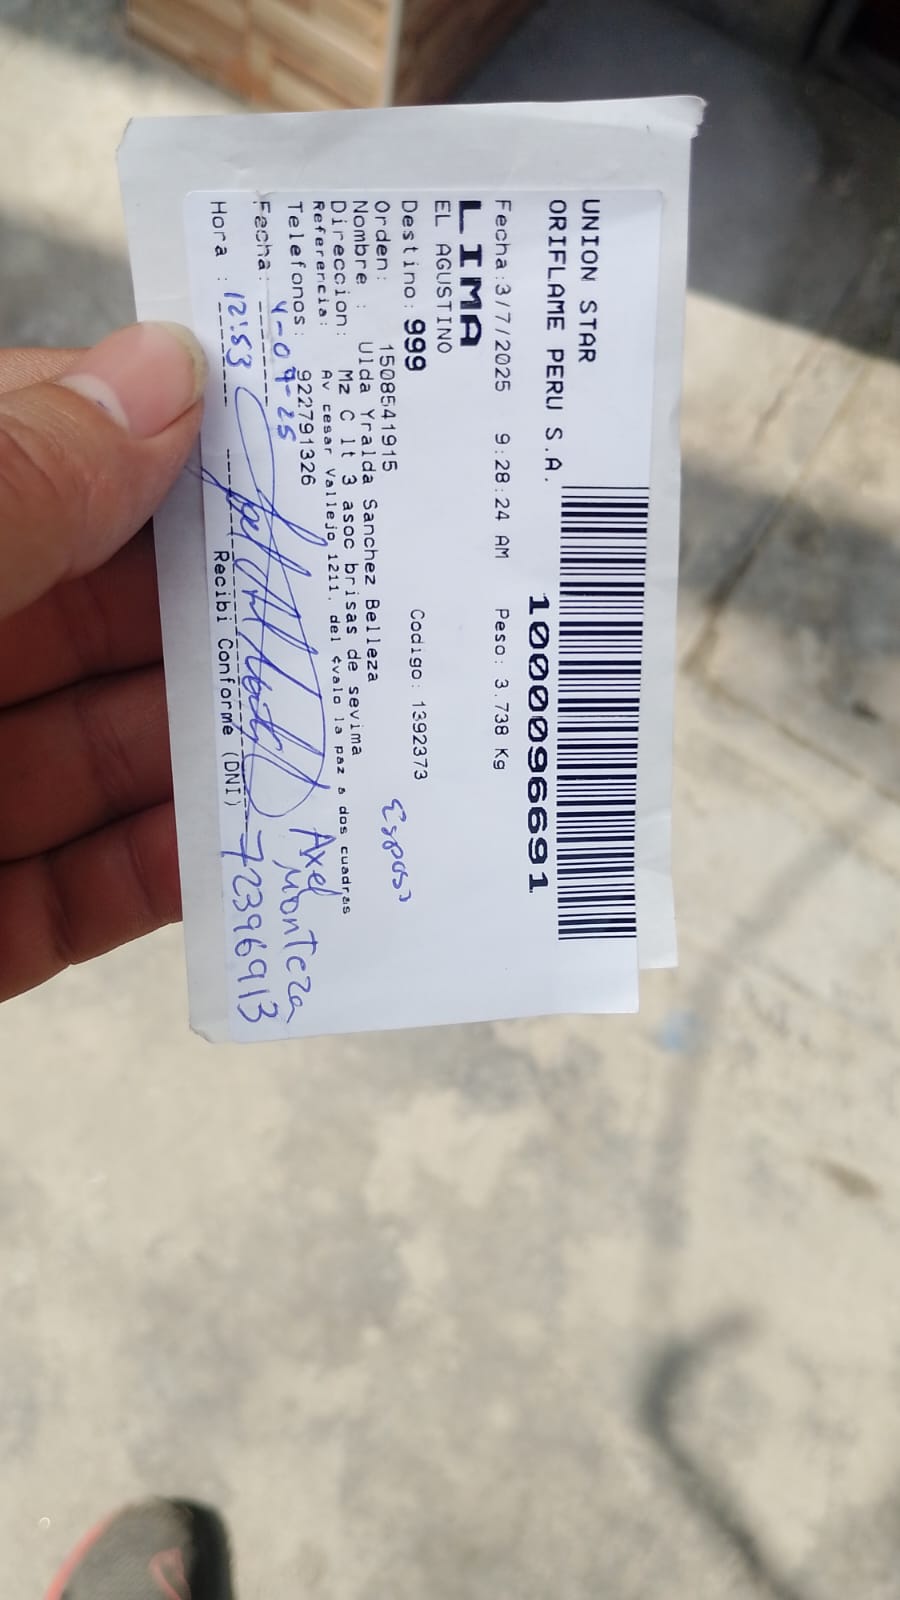 UNION STAR
ORIFLAME PERU S.A.
1000096691
Fecha:3/7/2025 9:28:24 AM Peso: 3.738 Kg
LIMA
EL AGUSTINO
Destino: 999 Codigo: 1392373
Orden: 1508541915
Esposo
Nombre : Ulda Yralda Sanchez Belleza
Direccion: Mz C lt 3 asoc brisas de sevima
Referencia: Av cesar Vallejo 1211, del ¢valo la paz a dos cuadras
Telefonos: 922791326
Axel Monteza
Fecha: 4-07-25
Hora : 12:53
72396913
Recibi Conforme (DNI)